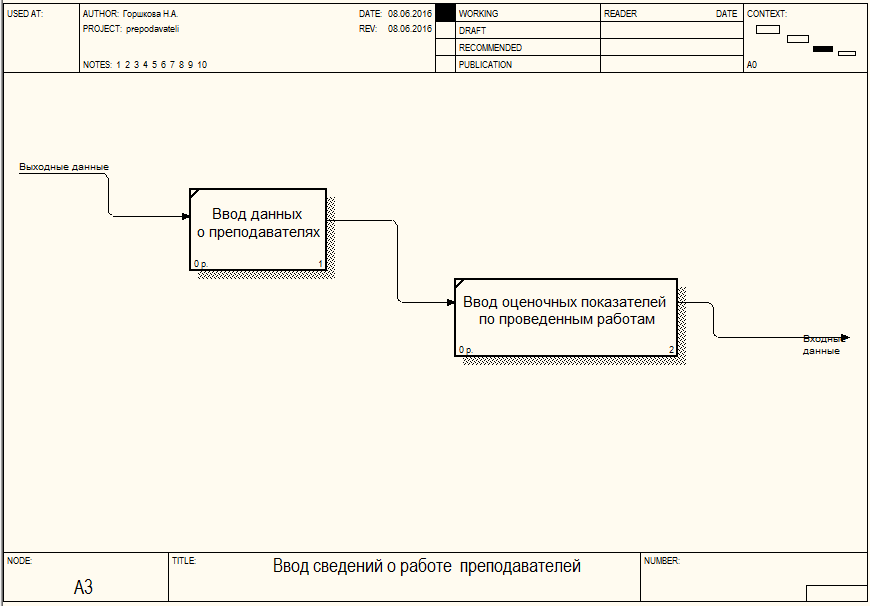 USED AT:
AUTHOR: Горшкова Н.А.
DATE: 08.06.2016
PROJECT: prepodavateli
REV: 08.06.2016
NOTES: 1 2 3 4 5 6 7 8 9 10
WORKING
DRAFT
RECOMMENDED
PUBLICATION
READER
DATE
CONTEXT:
A0
Выходные данные
Ввод данных
о преподавателях
0 р.
1
Ввод оценочных показателей
по проведенным работам
0 р.
2
Входные
данные
NODE:
A3
TITLE:
Ввод сведений о работе преподавателей
NUMBER: